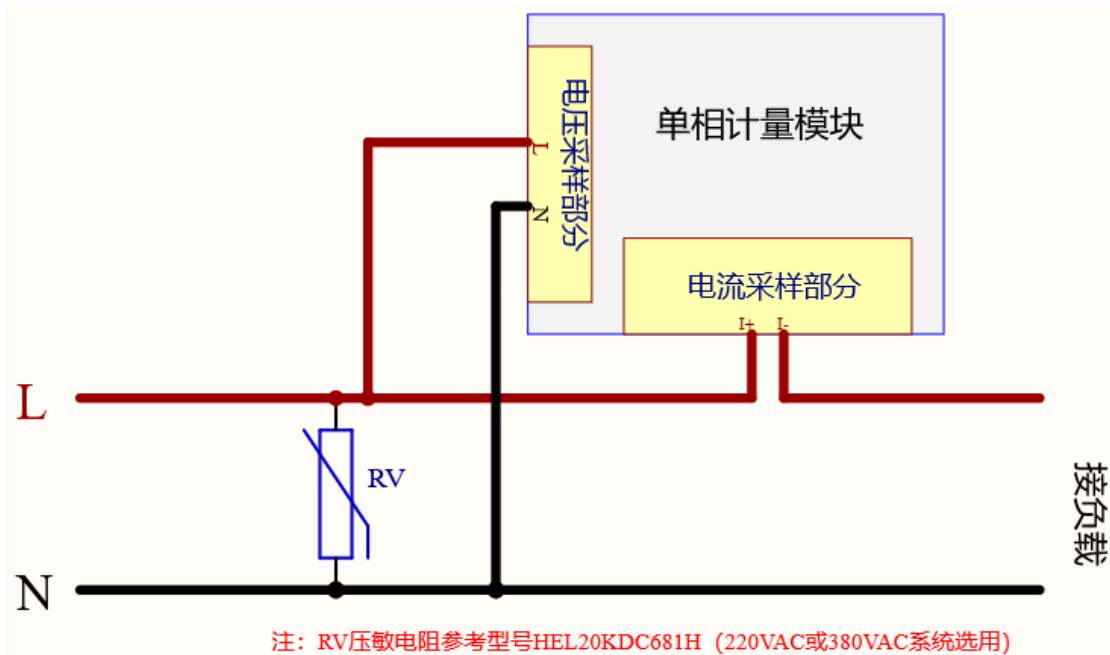 单相计量模块
电压采样部分
L
N
电流采样部分
I+ I-
L
RV
接负载
N
注：RV压敏电阻参考型号HEL20KDC681H（220VAC或380VAC系统选用）